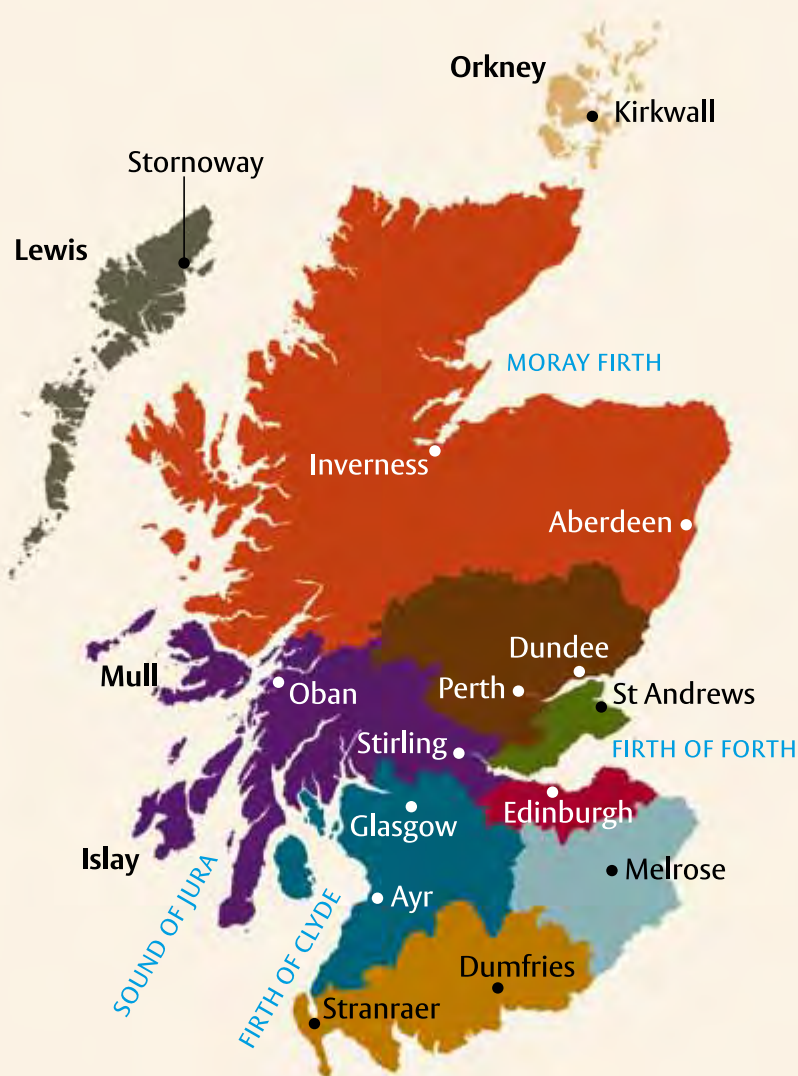 Orkney
Kirkwall
Stornoway
Lewis
MORAY FIRTH
Inverness
Aberdeen
Dundee
Mull
Oban
Perth
St Andrews
Stirling
FIRTH OF FORTH
Edinburgh
Glasgow
Islay
Melrose
SOUND OF JURA
FIRTH OF CLYDE
Ayr
Dumfries
Stranraer